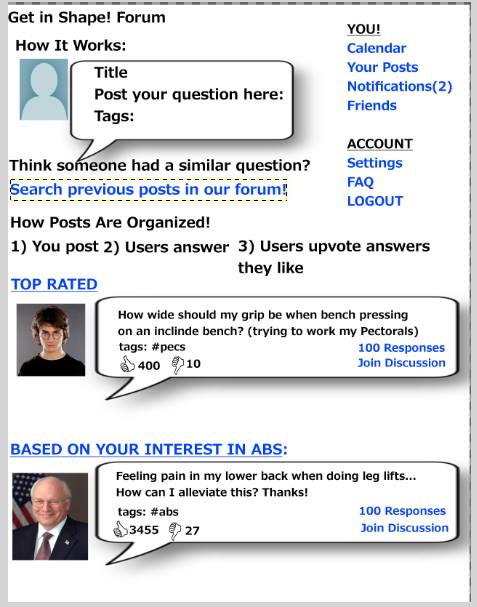 Get in Shape! Forum
How It Works:
Title
Post your question here:
Tags:
YOU!
Calendar
Your Posts
Notifications(2)
Friends
ACCOUNT
Settings
FAQ
LOGOUT
Think someone had a similar question?
Search previous posts in our forum!
How Posts Are Organized!
1) You post 2) Users answer 3) Users upvote answers
they like
TOP RATED
How wide should my grip be when bench pressing
on an inclinde bench? (trying to work my Pectorals)
tags: #pecs
100 Responses
400 10
Join Discussion
BASED ON YOUR INTEREST IN ABS:
Feeling pain in my lower back when doing leg lifts...
How can I alleviate this? Thanks!
tags: #abs
100 Responses
3455 27
Join Discussion